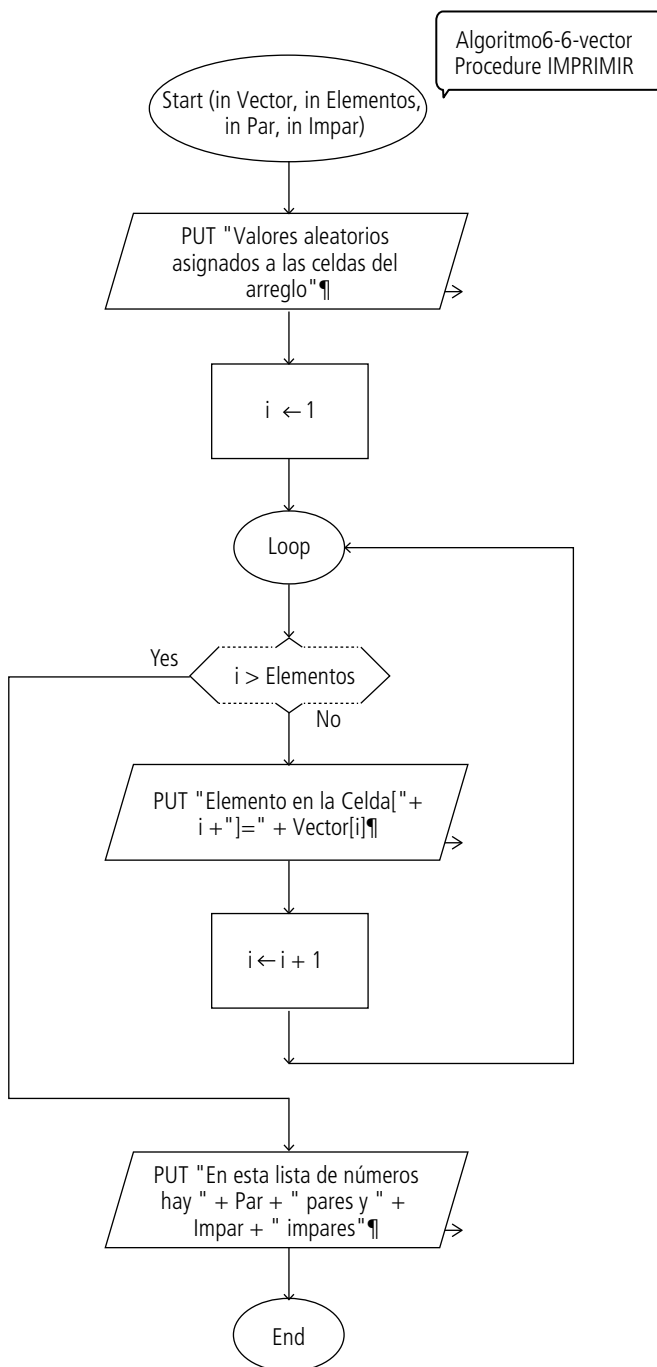 Algoritmo6-6-vector
Procedure IMPRIMIR
Start (in Vector, in Elementos,
in Par, in Impar)
PUT "Valores aleatorios
asignados a las celdas del
arreglo"¶
i ← 1
Loop
Yes
i > Elementos
No
PUT "Elemento en la Celda["+
i +"]=" + Vector[i]¶
i ← i + 1
PUT "En esta lista de números
hay " + Par + " pares y " +
Impar + " impares"¶
End